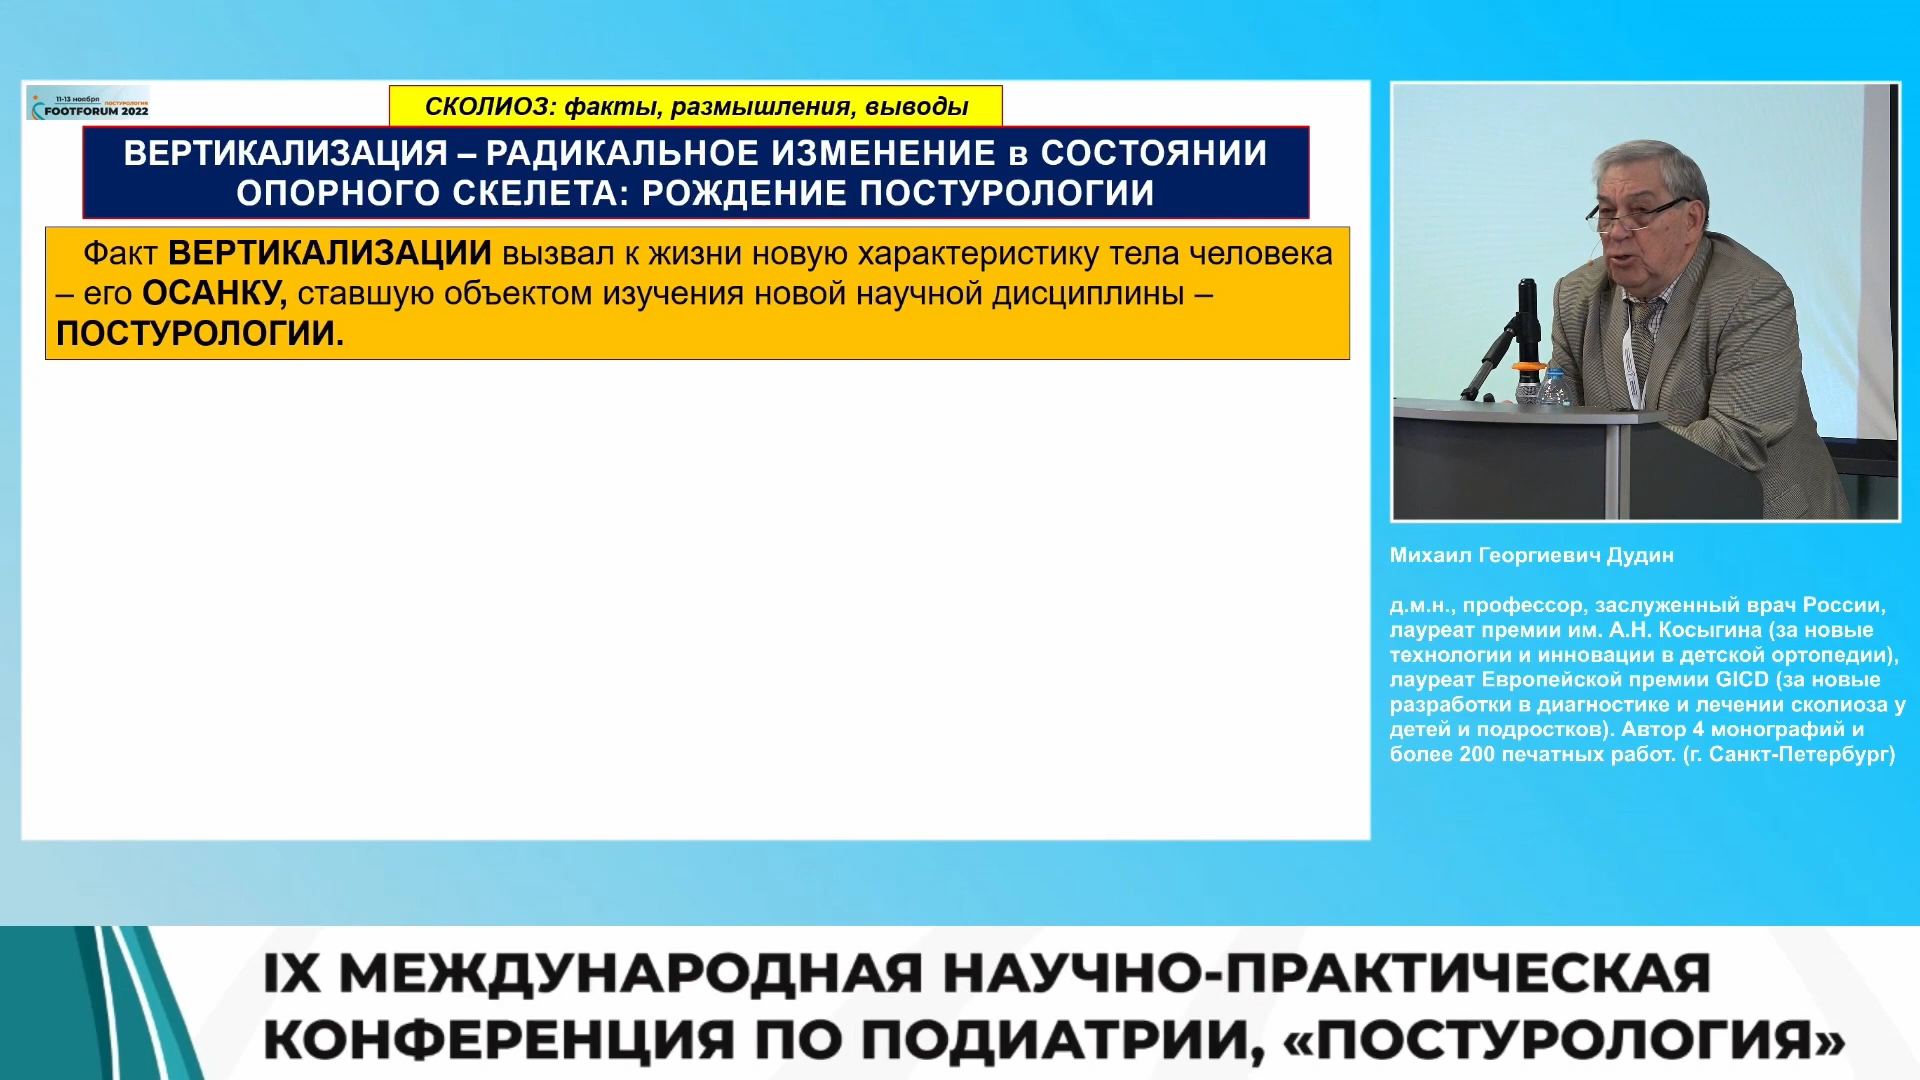 11-13 ноября
ПОСТУРОЛОГИЯ
FOOTFORUM 2022
СКОЛИОЗ: факты, размышления, выводы
ВЕРТИКАЛИЗАЦИЯ – РАДИКАЛЬНОЕ ИЗМЕНЕНИЕ в СОСТОЯНИИ
ОПОРНОГО СКЕЛЕТА: РОЖДЕНИЕ ПОСТУРОЛОГИИ
Факт ВЕРТИКАЛИЗАЦИИ вызвал к жизни новую характеристику тела человека
– его ОСАНКУ, ставшую объектом изучения новой научной дисциплины –
ПОСТУРОЛОГИИ.
Михаил Георгиевич Дудин
д.м.н., профессор, заслуженный врач России,
лауреат премии им. А.Н. Косыгина (за новые
технологии и инновации в детской ортопедии),
лауреат Европейской премии GICD (за новые
разработки в диагностике и лечении сколиоза у
детей и подростков). Автор 4 монографий и
более 200 печатных работ. (г. Санкт-Петербург)
IX МЕЖДУНАРОДНАЯ НАУЧНО-ПРАКТИЧЕСКАЯ
КОНФЕРЕНЦИЯ ПО ПОДИАТРИИ, «ПОСТУРОЛОГИЯ»